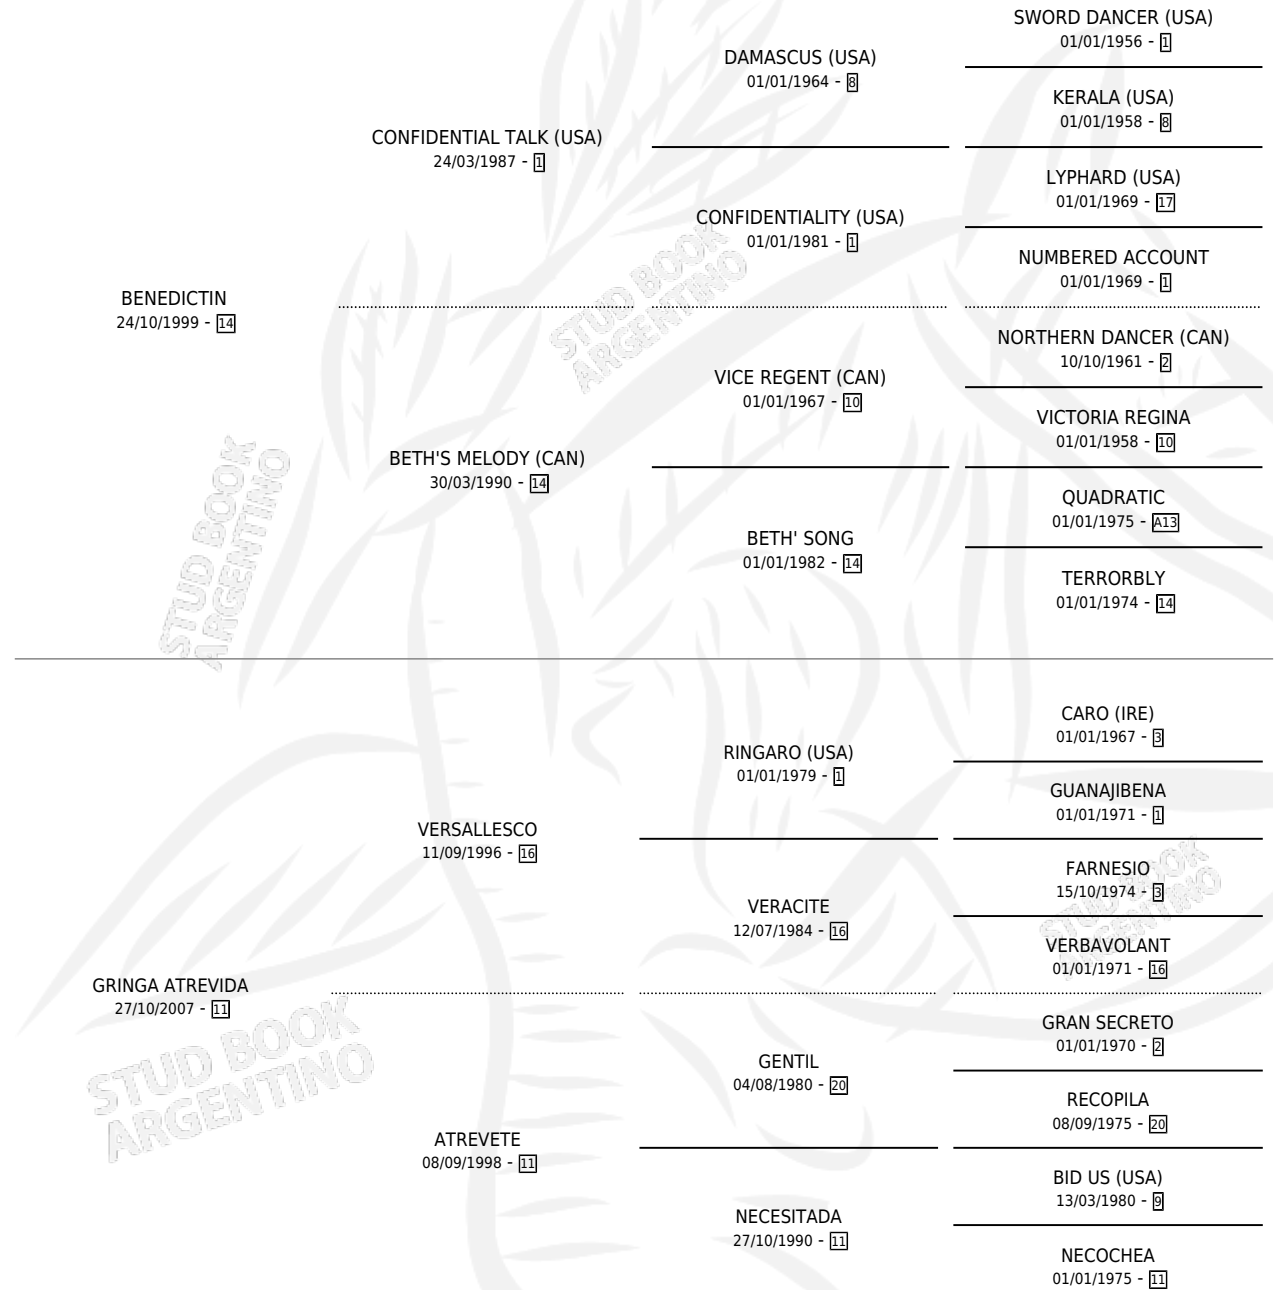 SWORD DANCER (USA)
01/01/1956 - 1
DAMASCUS (USA)
01/01/1964 - 8
KERALA (USA)
01/01/1958 - 8
CONFIDENTIAL TALK (USA)
24/03/1987 - 1
LYPHARD (USA)
01/01/1969 - 17
CONFIDENTIALITY (USA)
01/01/1981 - 1
NUMBERED ACCOUNT
01/01/1969 - 1
BENEDICTIN
24/10/1999 - 14
NORTHERN DANCER (CAN)
10/10/1961 - 2
VICE REGENT (CAN)
01/01/1967 - 10
VICTORIA REGINA
01/01/1958 - 10
BETH'S MELODY (CAN)
30/03/1990 - 14
QUADRATIC
01/01/1975 - A13
BETH' SONG
01/01/1982 - 14
TERRORBLY
01/01/1974 - 14
CARO (IRE)
01/01/1967 - 3
RINGARO (USA)
01/01/1979 - 1
GUANAJIBENA
01/01/1971 - 1
VERSALLESCO
11/09/1996 - 16
FARNESIO
15/10/1974 - 3
VERACITE
12/07/1984 - 16
VERBAVOLANT
01/01/1971 - 16
GRINGA ATREVIDA
27/10/2007 - 11
GRAN SECRETO
01/01/1970 - 2
GENTIL
04/08/1980 - 20
RECOPILA
08/09/1975 - 20
ATREVETE
08/09/1998 - 11
BID US (USA)
13/03/1980 - 9
NECESITADA
27/10/1990 - 11
NECOCHEA
01/01/1975 - 11
STUD BOOK
ARGENTINO
STUD BOOK
ARGENTINO
STUD BOOK
ARGENTINO
STUD BOOK
ARGENTINO